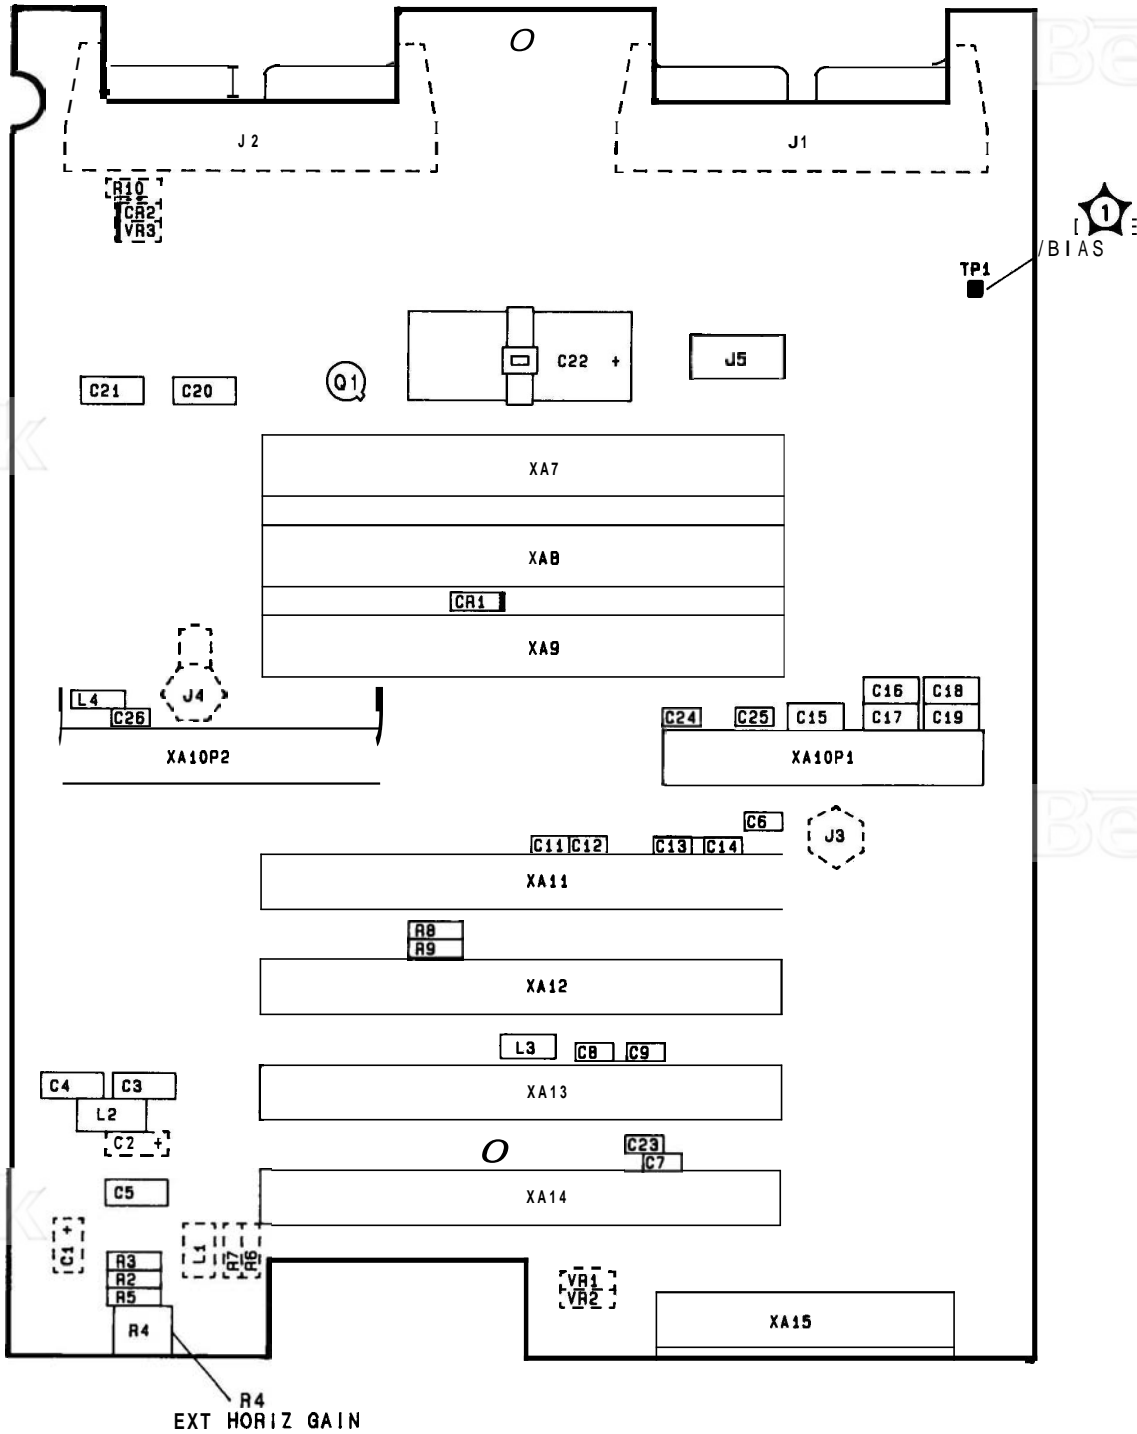 O
J2
J1
R10
CR2
VR3
1
/BIAS
TP1
C22 +
J5
C21
C20
Q1
XA7
XA8
CR1
XA9
L4
J4
C26
C16
C18
C24
C25
C15
C17
C19
XA10P2
XA10P1
C6
J3
C11
C12
C13
C14
XA11
R8
R9
XA12
L3
C8
C9
C4
C3
XA13
L2
C2 +
O
C23
C7
C5
XA14
C1 +
L1
R7
R6
R3
R2
R5
R4
VR1
VR2
XA15
R4
EXT HORIZ GAIN